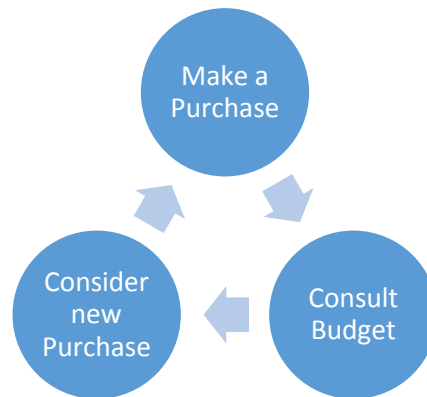 Make a
Purchase
Consult
Budget
Consider
new
Purchase